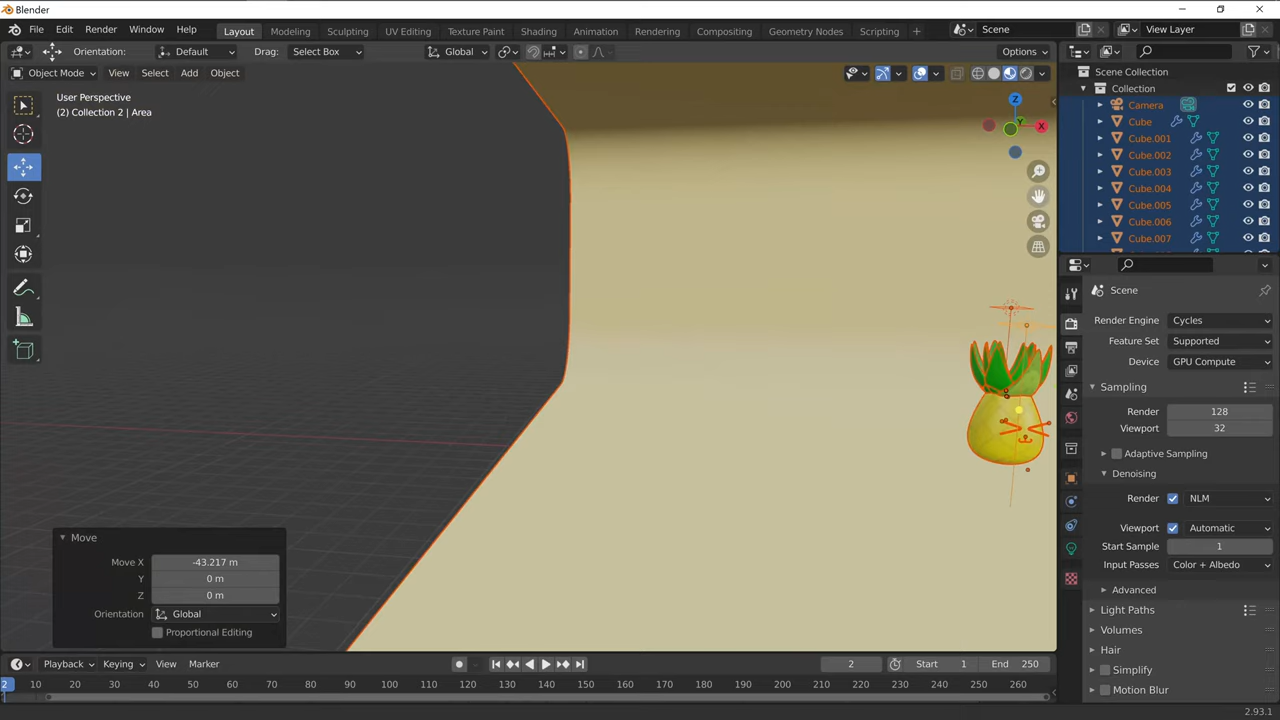 Blender
File Edit Render Window Help
Layout Modeling Sculpting UV Editing Texture Paint Shading Animation Rendering Compositing Geometry Nodes Scripting +
Scene
View Layer
Orientation: Default Drag: Select Box Global Options
Object Mode View Select Add Object
User Perspective
(2) Collection 2 | Area
Z
Y
X
Scene Collection
Collection
Camera
Cube
Cube.001
Cube.002
Cube.003
Cube.004
Cube.005
Cube.006
Cube.007
Scene
Render Engine Cycles
Feature Set Supported
Device GPU Compute
Sampling
Render 128
Viewport 32
Adaptive Sampling
Denoising
Render NLM
Viewport Automatic
Start Sample 1
Input Passes Color + Albedo
Advanced
Light Paths
Volumes
Hair
Simplify
Motion Blur
Move
Move X -43.217 m
Y 0 m
Z 0 m
Orientation Global
Proportional Editing
Playback Keying View Marker 2 Start 1 End 250
2 10 20 30 40 50 60 70 80 90 100 110 120 130 140 150 160 170 180 190 200 210 220 230 240 250 260
2.93.1